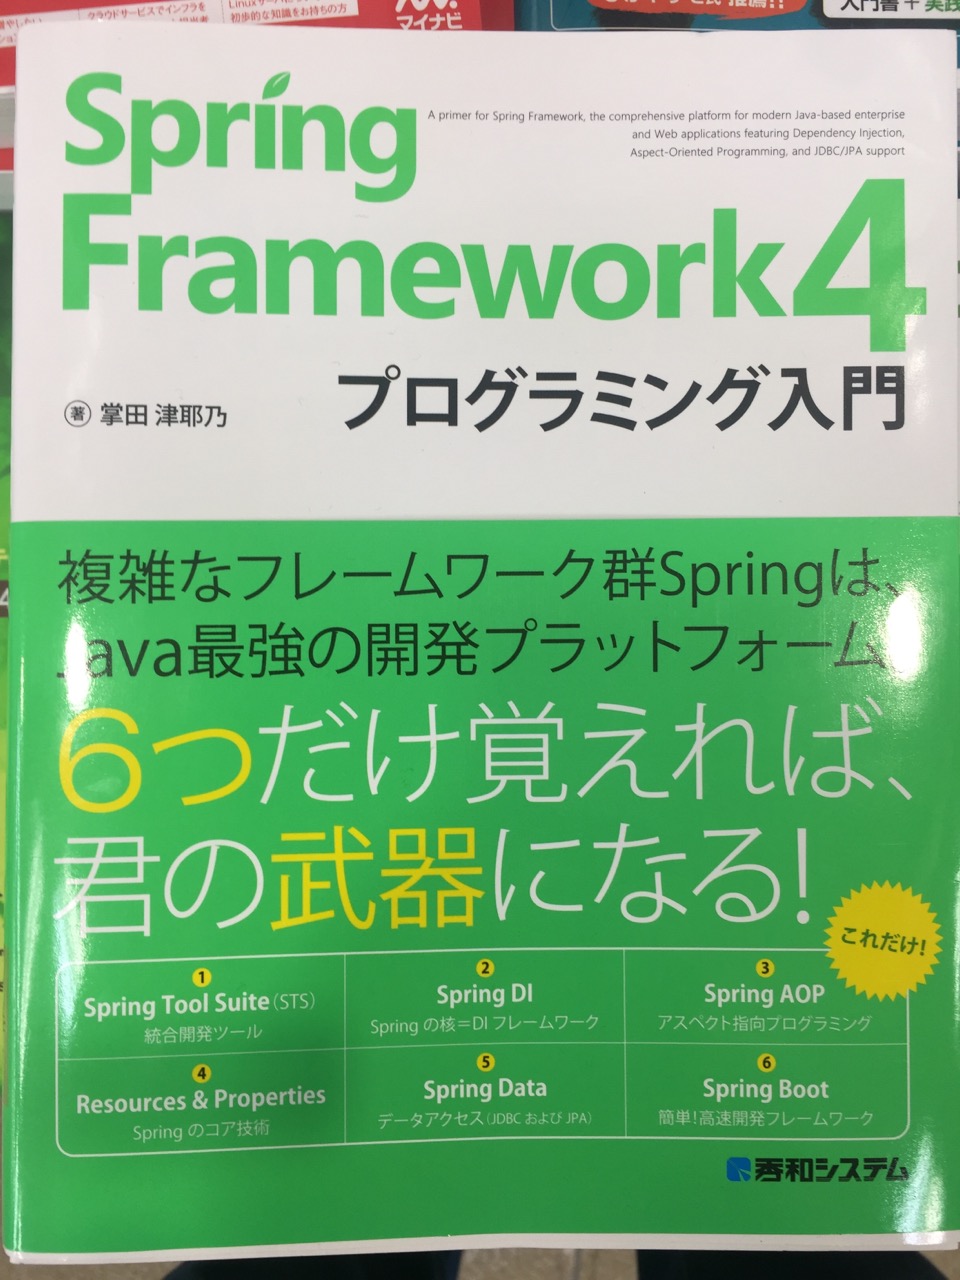 クラウドサービスでインフラを
Linuxサーバ
初歩的な知識をお持ちの方
マイナビ
入門書+実践
Spring
Framework 4
A primer for Spring Framework, the comprehensive platform for modern Java-based enterprise
and Web applications featuring Dependency Injection,
Aspect-Oriented Programming, and JDBC/JPA support
プログラミング入門
著 掌田 津耶乃
複雑なフレームワーク群Springは、
Java最強の開発プラットフォーム
6つだけ覚えれば、
君の武器になる!
これだけ!
1
Spring Tool Suite(STS)
統合開発ツール
2
Spring DI
Spring の核=DI フレームワーク
3
Spring AOP
アスペクト指向プログラミング
4
Resources & Properties
Spring のコア技術
5
Spring Data
データアクセス(JDBC および JPA)
6
Spring Boot
簡単!高速開発フレームワーク
秀和システム